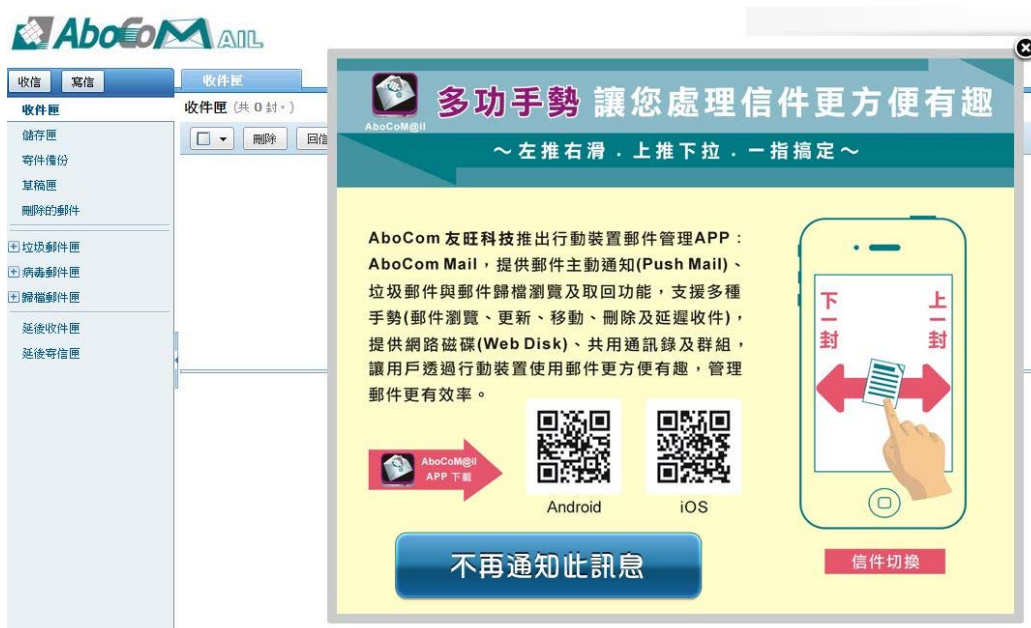 AboCoMAIL
收信 寫信
收件匣
收件匣
收件匣 (共 0 封。)
儲存匣
刪除 回信
寄件備份
草稿匣
刪除的郵件
垃圾郵件匣
病毒郵件匣
歸檔郵件匣
延後收件匣
延後寄信匣
AboCoM@il
多功手勢 讓您處理信件更方便有趣
～左推右滑．上推下拉．一指搞定～
AboCom 友旺科技推出行動裝置郵件管理APP：
AboCom Mail，提供郵件主動通知(Push Mail)、
垃圾郵件與郵件歸檔瀏覽及取回功能，支援多種
手勢(郵件瀏覽、更新、移動、刪除及延遲收件)，
提供網路磁碟(Web Disk)、共用通訊錄及群組，
讓用戶透過行動裝置使用郵件更方便有趣，管理
郵件更有效率。
AboCoM@il
APP 下載
Android iOS
不再通知此訊息
下一封
上一封
信件切換